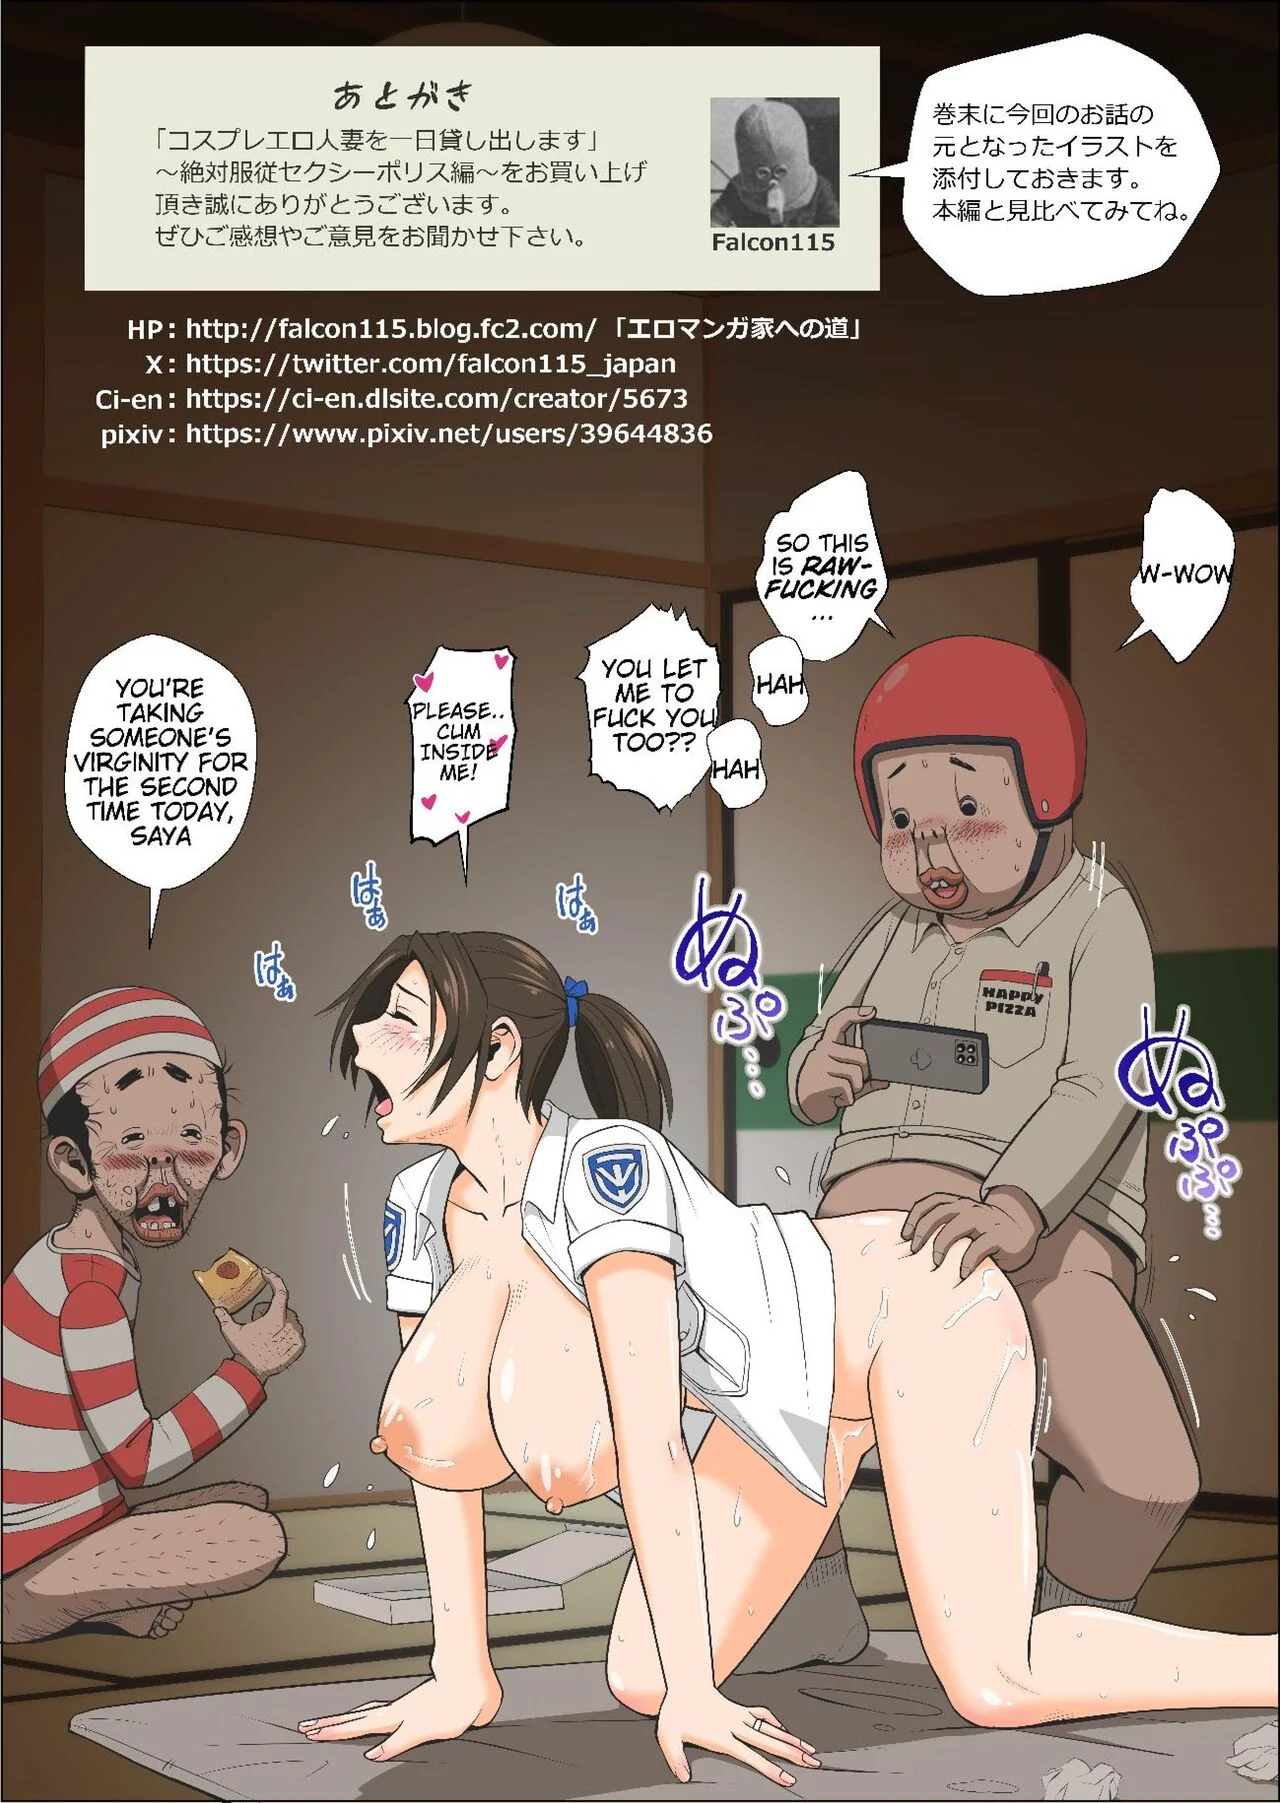 あとがき
「コスプレエロ人妻を一日貸し出します」
～絶対服従セクシーポリス編～をお買い上げ
頂き誠にありがとうございます。
ぜひご感想やご意見をお聞かせ下さい。
Falcon115
巻末に今回のお話の
元となったイラストを
添付しておきます。
本編と見比べてみてね。
HP: http://falcon115.blog.fc2.com/ 「エロマンガ家への道」
X: https://twitter.com/falcon115_japan
Ci-en: https://ci-en.dlsite.com/creator/5673
pixiv: https://www.pixiv.net/users/39644836
W-WOW
SO THIS
IS RAW-
FUCKING
...
HAH
HAH
YOU LET
ME TO
FUCK YOU
TOO??
PLEASE..
CUM
INSIDE
ME!
YOU'RE
TAKING
SOMEONE'S
VIRGINITY FOR
THE SECOND
TIME TODAY,
SAYA
はぁ
はぁ
はぁ
ぬぷ…
ぬぷぷ…
HAPPY
PIZZA